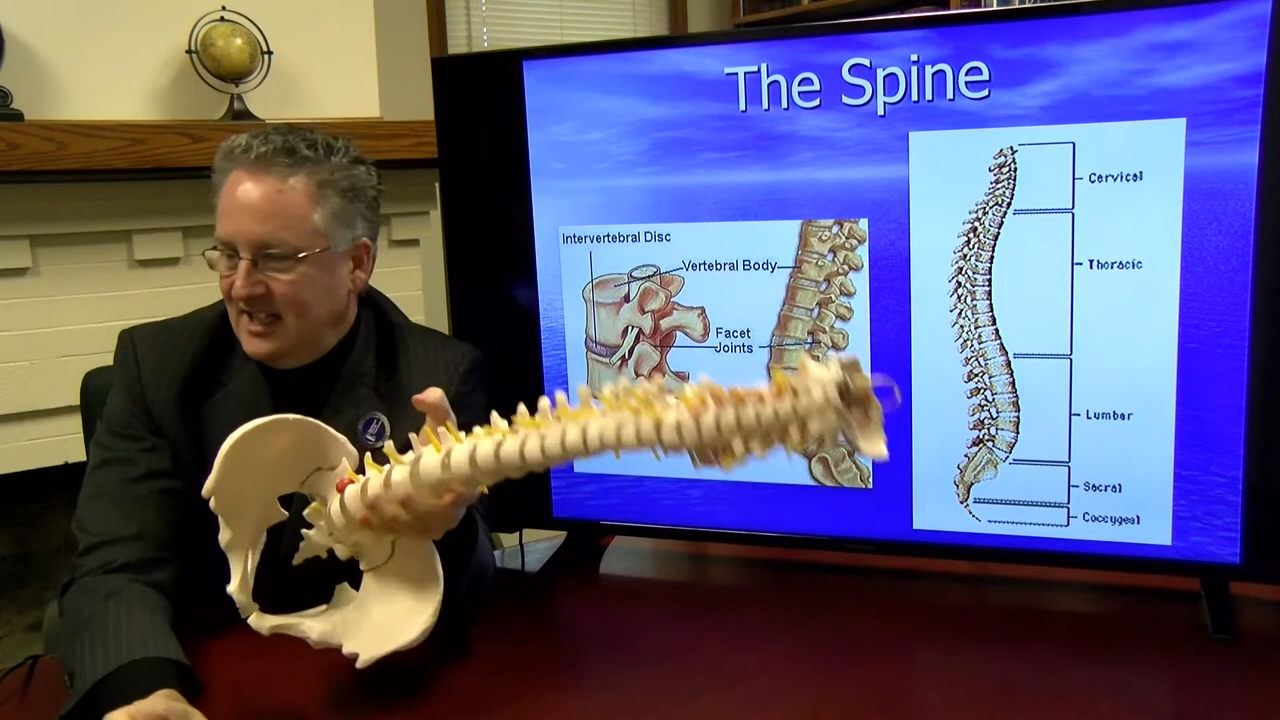 The Spine
Intervertebral Disc
Vertebral Body
Facet
Joints
Cervical
Thoracic
Lumbar
Sacral
Coccygeal